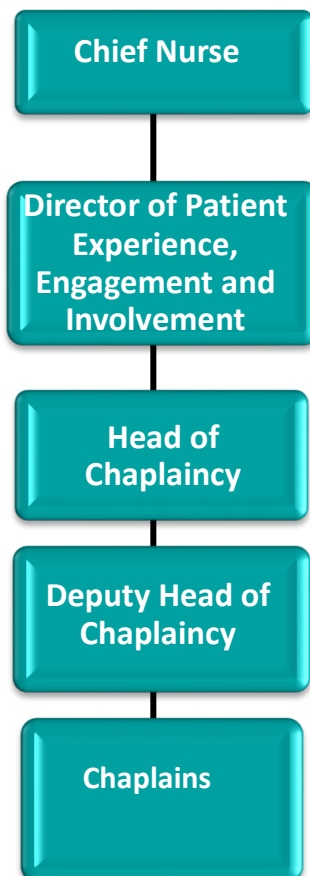 Chief Nurse
Director of Patient
Experience,
Engagement and
Involvement
Head of
Chaplaincy
Deputy Head of
Chaplaincy
Chaplains